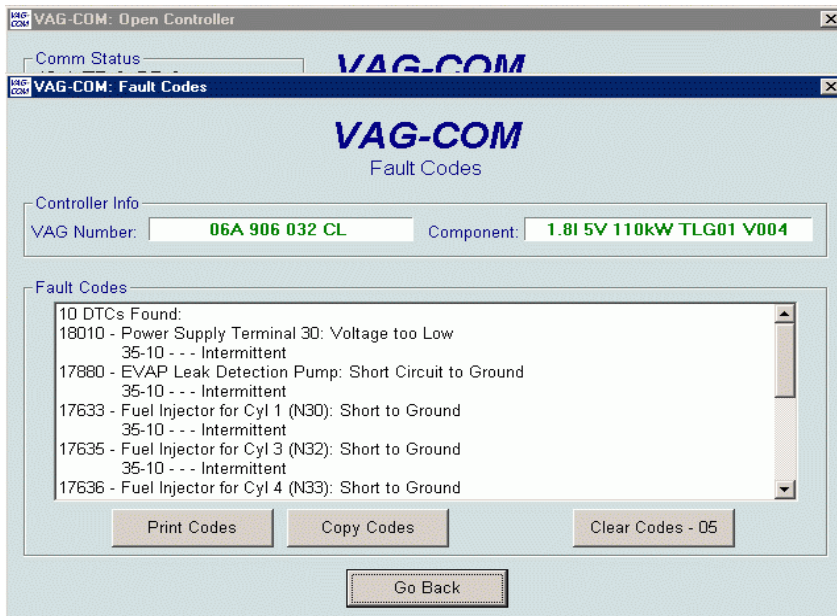 VAG-COM: Open Controller
Comm Status
VAG-COM
VAG-COM: Fault Codes
VAG-COM
Fault Codes
Controller Info
VAG Number: 06A 906 032 CL Component: 1.8l 5V 110kW TLG01 V004
Fault Codes
10 DTCs Found:
18010 - Power Supply Terminal 30: Voltage too Low
35-10 - - - Intermittent
17880 - EVAP Leak Detection Pump: Short Circuit to Ground
35-10 - - - Intermittent
17633 - Fuel Injector for Cyl 1 (N30): Short to Ground
35-10 - - - Intermittent
17635 - Fuel Injector for Cyl 3 (N32): Short to Ground
35-10 - - - Intermittent
17636 - Fuel Injector for Cyl 4 (N33): Short to Ground
Print Codes Copy Codes Clear Codes - 05
Go Back